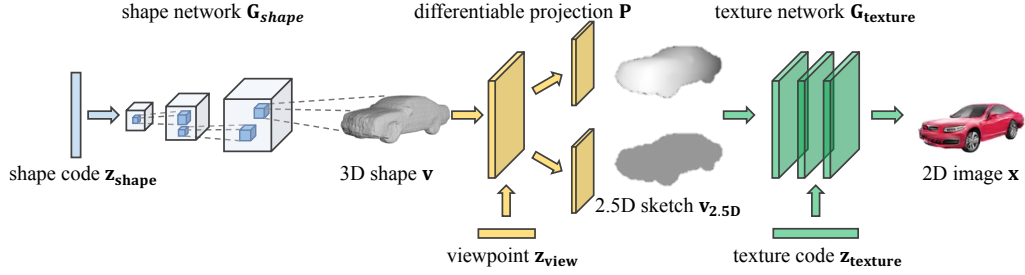 shape network G_shape
differentiable projection P
texture network G_texture
shape code z_shape
3D shape v
2.5D sketch v_2.5D
2D image x
viewpoint z_view
texture code z_texture